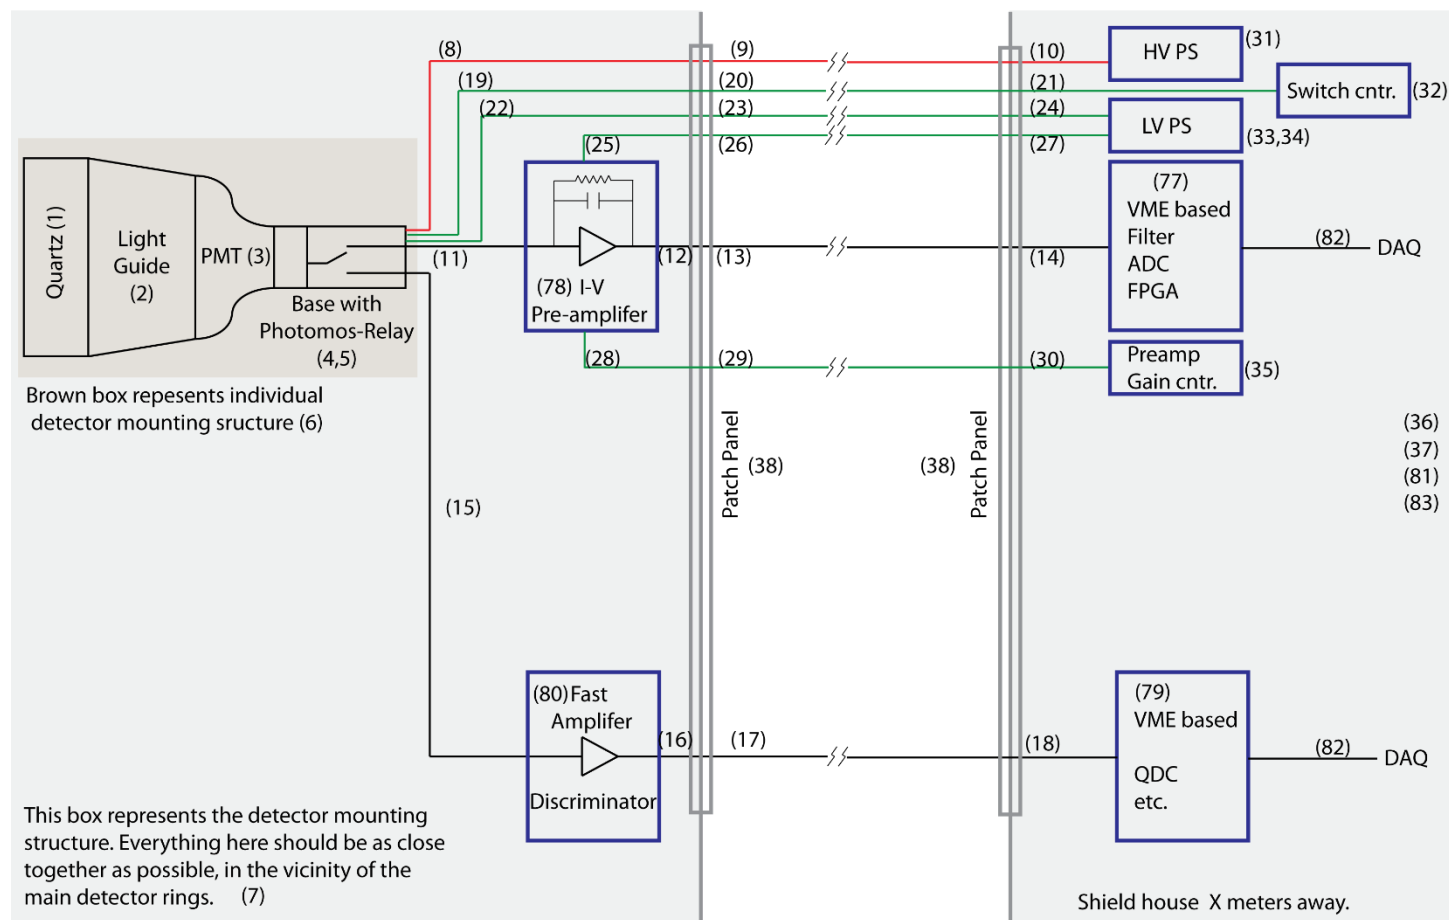 (8)
(9)
(10)
HV PS
(31)
(19)
(20)
(21)
Switch cntr.
(32)
(22)
(23)
(24)
LV PS
(33,34)
(25)
(26)
(27)
Quartz (1)
Light
Guide
(2)
PMT (3)
Base with
Photomos-Relay
(4,5)
(11)
(78) I-V
Pre-amplifer
(12)
(13)
(14)
(77)
VME based
Filter
ADC
FPGA
(82)
DAQ
(28)
(29)
(30)
Preamp
Gain cntr.
(35)
Brown box repesents individual
detector mounting sructure (6)
Patch Panel
(38)
(38)
Patch Panel
(36)
(37)
(81)
(83)
(15)
(80) Fast
Amplifer
Discriminator
(16)
(17)
(18)
(79)
VME based
QDC
etc.
(82)
DAQ
This box represents the detector mounting
structure. Everything here should be as close
together as possible, in the vicinity of the
main detector rings. (7)
Shield house X meters away.